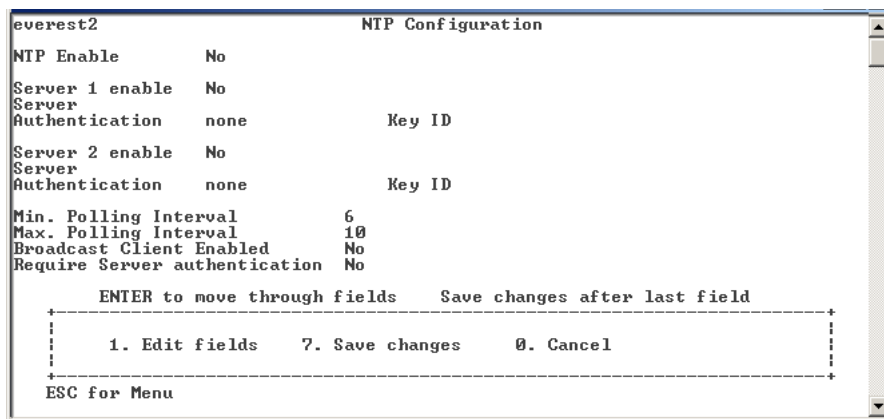 everest2 NTP Configuration
NTP Enable No
Server 1 enable No
Server
Authentication none Key ID
Server 2 enable No
Server
Authentication none Key ID
Min. Polling Interval 6
Max. Polling Interval 10
Broadcast Client Enabled No
Require Server authentication No
ENTER to move through fields Save changes after last field
1. Edit fields 7. Save changes 0. Cancel
ESC for Menu